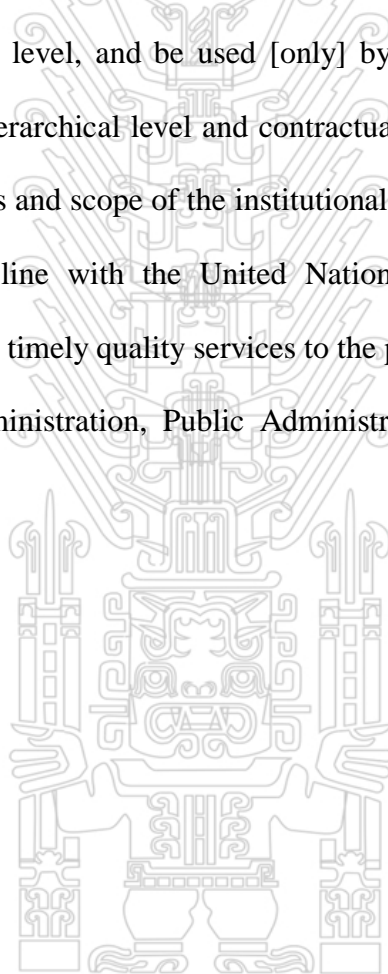 level, and be used [only] by
erarchical level and contractua
s and scope of the institutional
line with the United Nation
timely quality services to the p
ministration, Public Administr